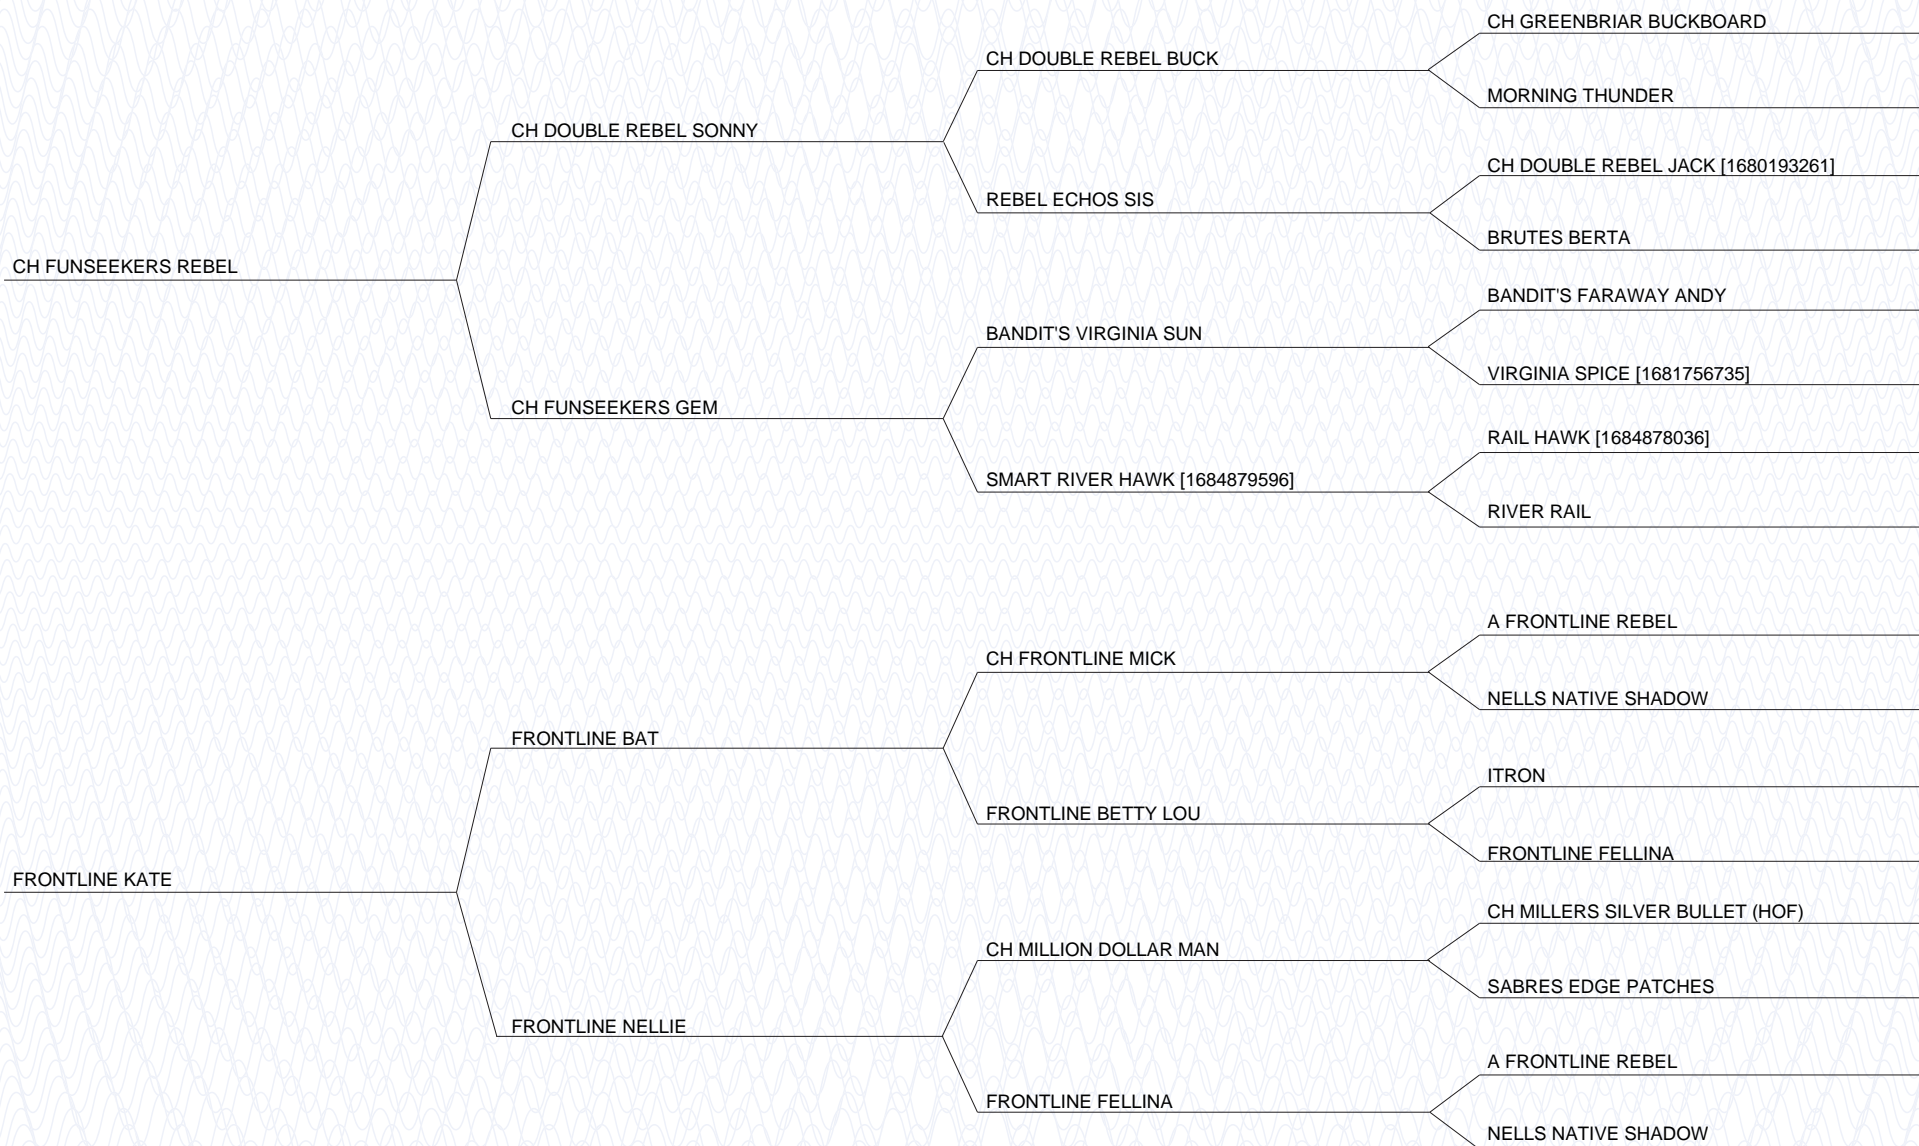 CH GREENBRIAR BUCKBOARD
CH DOUBLE REBEL BUCK
MORNING THUNDER
CH DOUBLE REBEL SONNY
CH DOUBLE REBEL JACK [1680193261]
REBEL ECHOS SIS
BRUTES BERTA
CH FUNSEEKERS REBEL
BANDIT'S FARAWAY ANDY
BANDIT'S VIRGINIA SUN
VIRGINIA SPICE [1681756735]
CH FUNSEEKERS GEM
RAIL HAWK [1684878036]
SMART RIVER HAWK [1684879596]
RIVER RAIL
A FRONTLINE REBEL
CH FRONTLINE MICK
NELLS NATIVE SHADOW
FRONTLINE BAT
ITRON
FRONTLINE BETTY LOU
FRONTLINE FELLINA
FRONTLINE KATE
CH MILLERS SILVER BULLET (HOF)
CH MILLION DOLLAR MAN
SABRES EDGE PATCHES
FRONTLINE NELLIE
A FRONTLINE REBEL
FRONTLINE FELLINA
NELLS NATIVE SHADOW